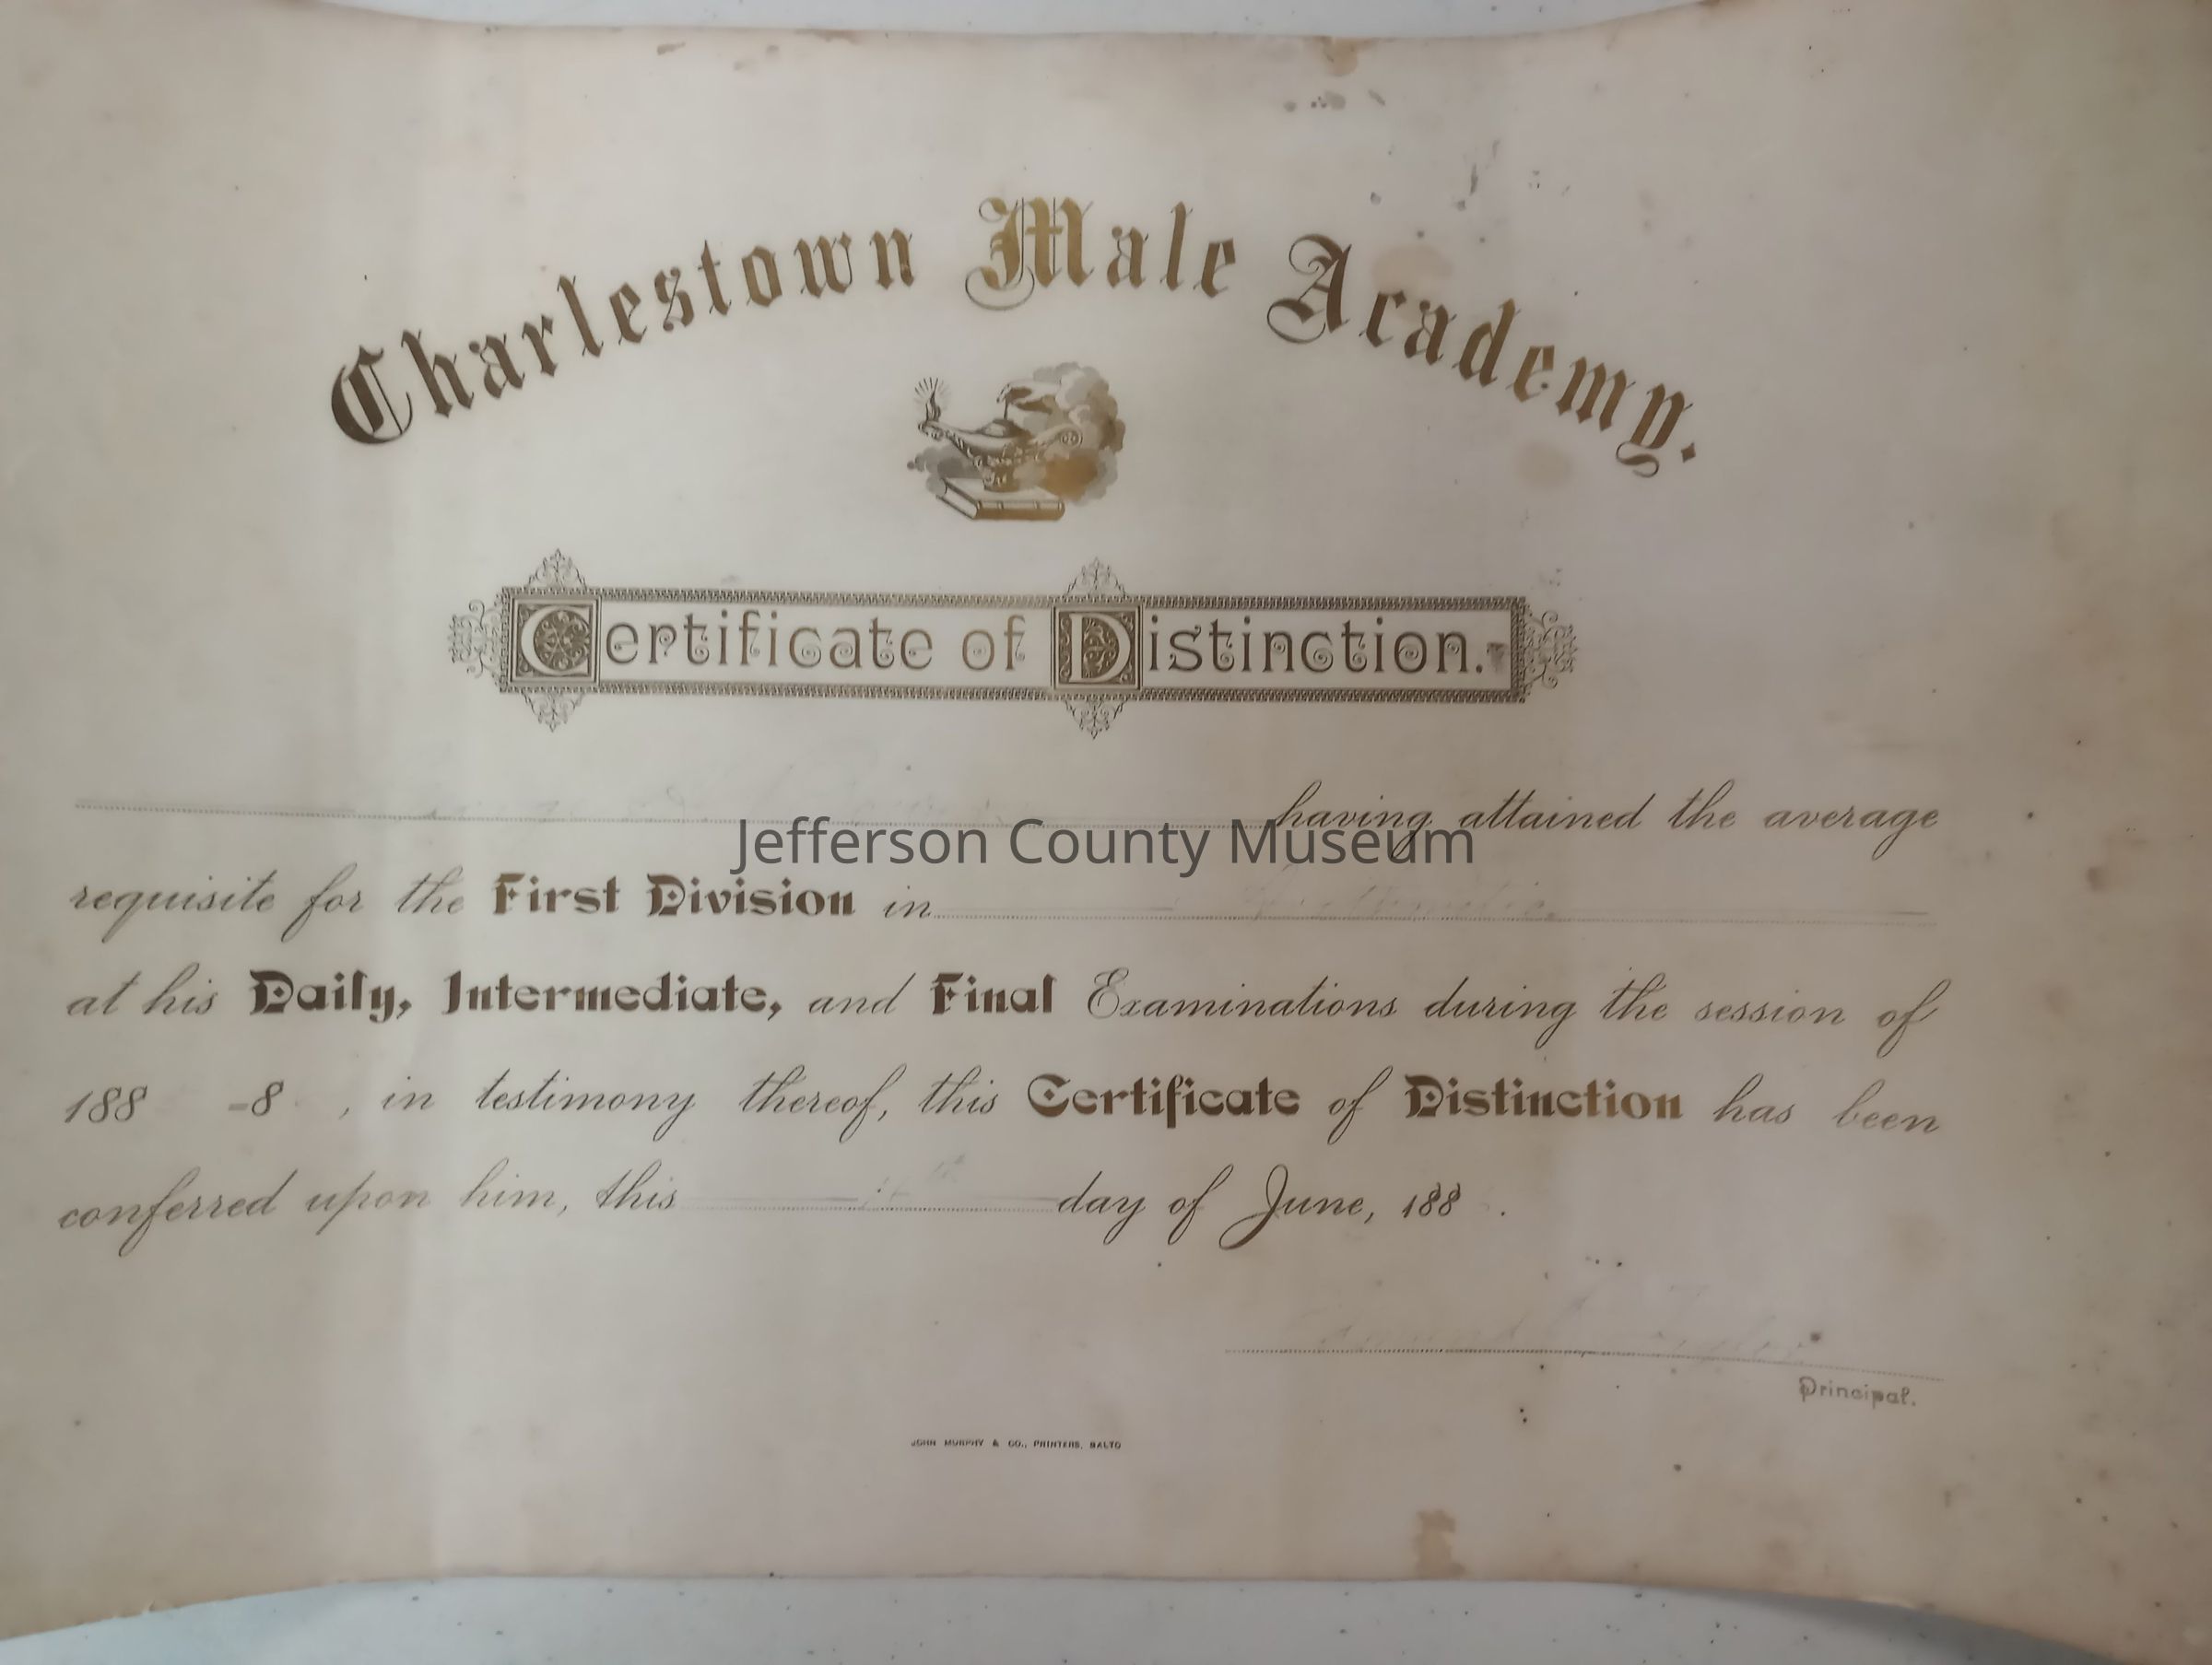 Charlestown Male Academy.
Certificate of Distinction.
having attained the average
Jefferson County Museum
requisite for the First Division in Arithmetic.
at his Daily, Intermediate, and Final Examinations during the session of
188 -8 , in testimony thereof, this Certificate of Distinction has been
conferred upon him, this day of June, 188 .
Principal.
JOHN MURPHY & CO., PRINTERS, BALTO